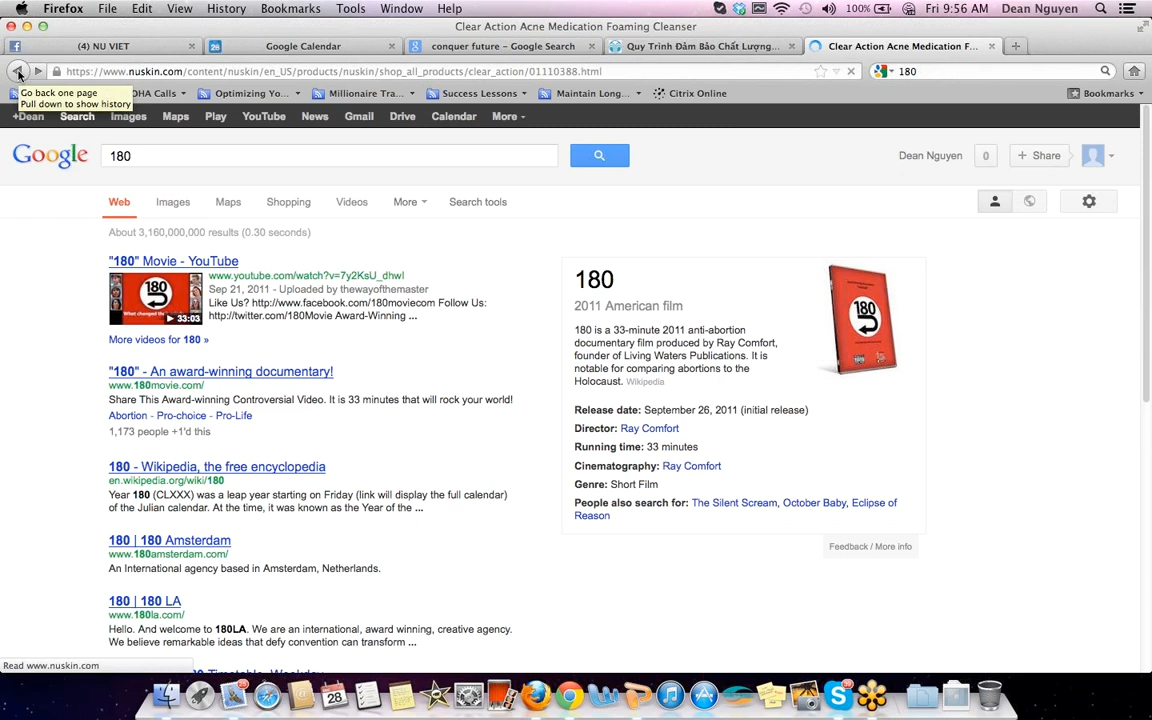 Firefox File Edit View History Bookmarks Tools Window Help 100% Fri 9:56 AM Dean Nguyen
Clear Action Acne Medication Foaming Cleanser
(4) NU VIET Google Calendar conquer future - Google Search Quy Trình Đảm Bảo Chất Lượng... Clear Action Acne Medication F...
https://www.nuskin.com/content/nuskin/en_US/products/nuskin/shop_all_products/clear_action/01110388.html 180
Go back one page
Pull down to show history
OHA Calls Optimizing Yo... Millionaire Tra... Success Lessons Maintain Long... Citrix Online Bookmarks
+Dean Search Images Maps Play YouTube News Gmail Drive Calendar More
Google 180 Dean Nguyen 0 + Share
Web Images Maps Shopping Videos More Search tools
About 3,160,000,000 results (0.30 seconds)
"180" Movie - YouTube
www.youtube.com/watch?v=7y2KsU_dhwI
Sep 21, 2011 - Uploaded by thewayofthemaster
Like Us? http://www.facebook.com/180moviecom Follow Us:
http://twitter.com/180Movie Award-Winning ...
180
33:03
More videos for 180 »
"180" - An award-winning documentary!
www.180movie.com/
Share This Award-winning Controversial Video. It is 33 minutes that will rock your world!
Abortion - Pro-choice - Pro-Life
1,173 people +1'd this
180 - Wikipedia, the free encyclopedia
en.wikipedia.org/wiki/180
Year 180 (CLXXX) was a leap year starting on Friday (link will display the full calendar)
of the Julian calendar. At the time, it was known as the Year of the ...
180 | 180 Amsterdam
www.180amsterdam.com/
An International agency based in Amsterdam, Netherlands.
180 | 180 LA
www.180la.com/
Hello. And welcome to 180LA. We are an international, award winning, creative agency.
We believe remarkable ideas that defy convention can transform ...
180
2011 American film
180 is a 33-minute 2011 anti-abortion
documentary film produced by Ray Comfort,
founder of Living Waters Publications. It is
notable for comparing abortions to the
Holocaust. Wikipedia
180
Release date: September 26, 2011 (initial release)
Director: Ray Comfort
Running time: 33 minutes
Cinematography: Ray Comfort
Genre: Short Film
People also search for: The Silent Scream, October Baby, Eclipse of
Reason
Feedback / More info
Read www.nuskin.com
28